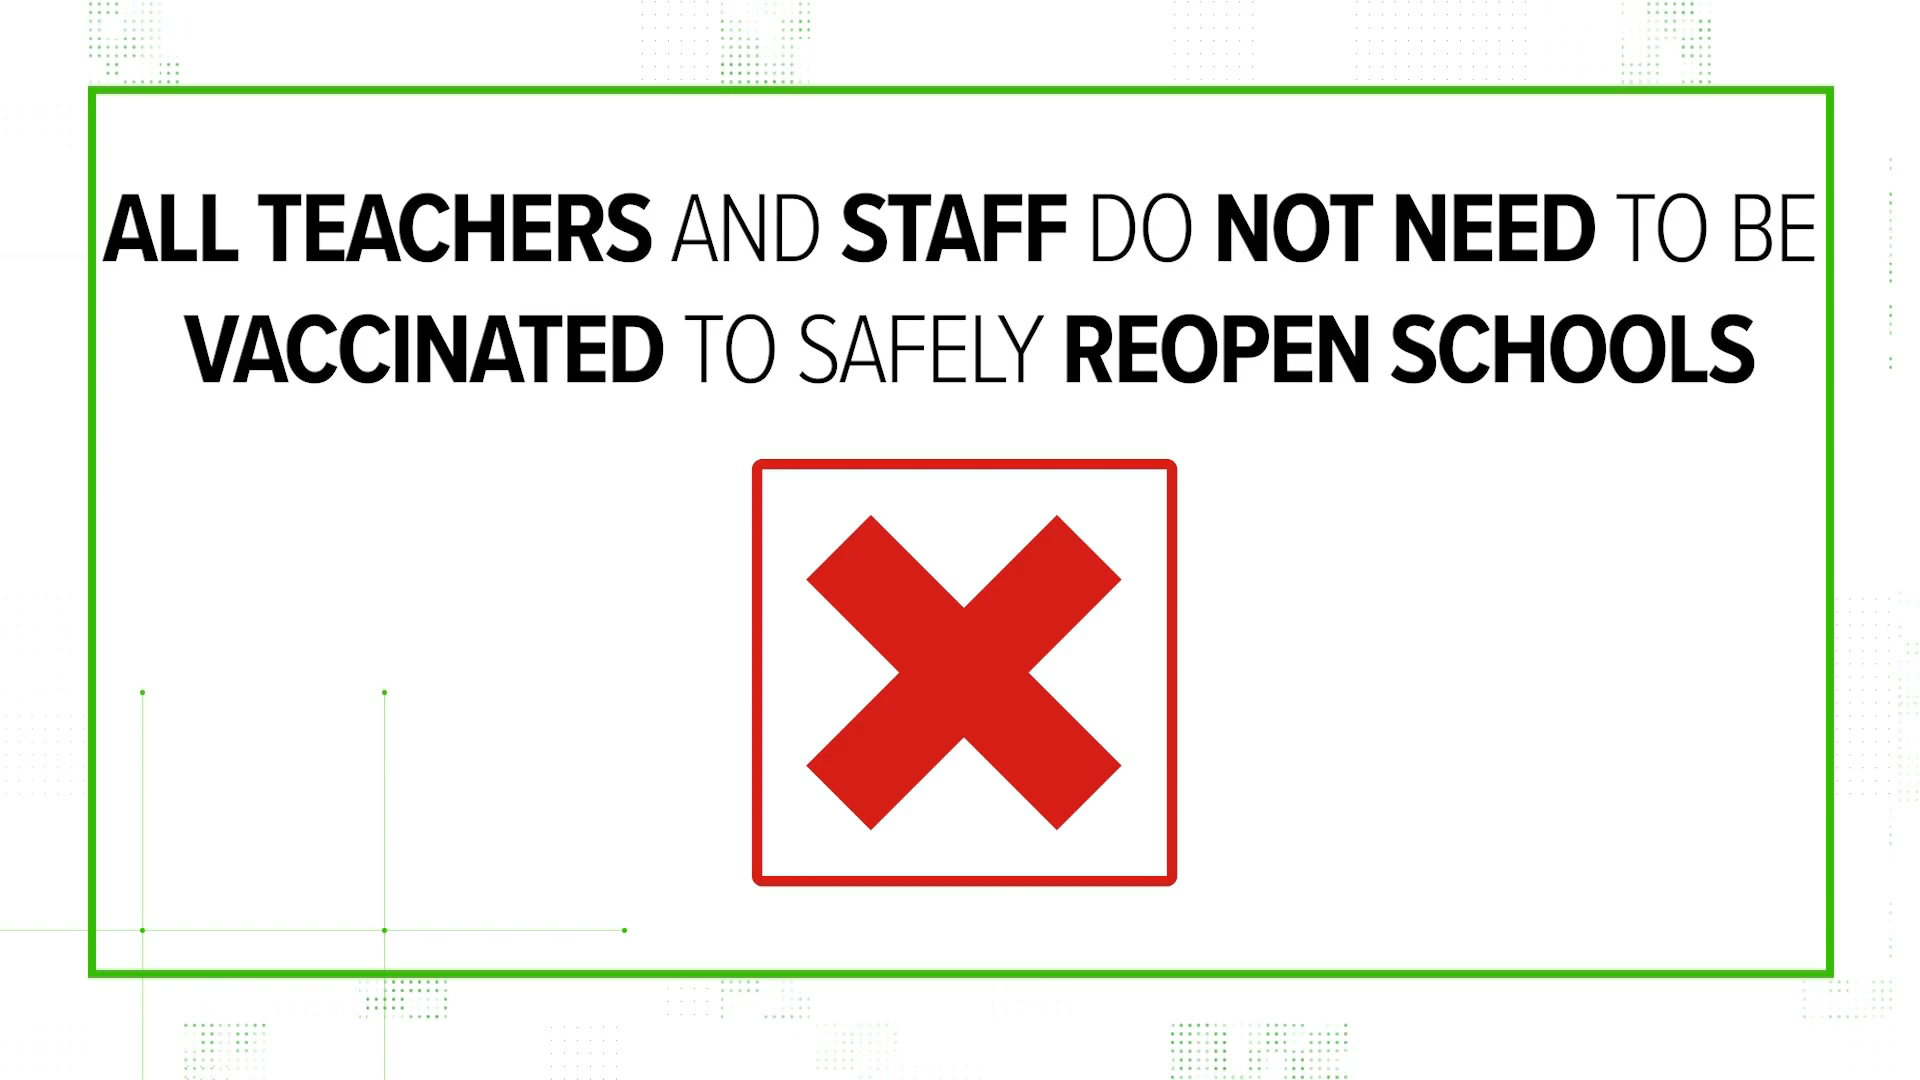 ALL TEACHERS AND STAFF DO NOT NEED TO BE
VACCINATED TO SAFELY REOPEN SCHOOLS